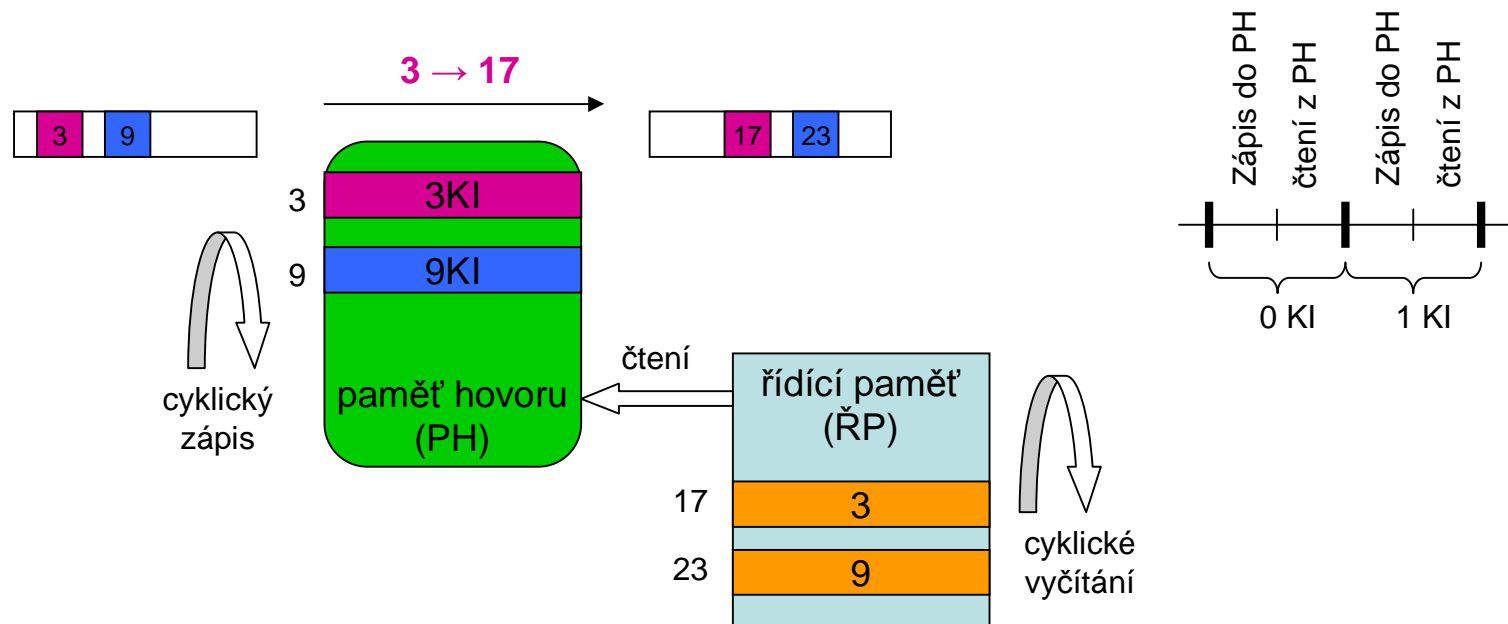 3 → 17
3
9
17
23
3
3KI
9
9KI
cyklický
zápis
paměť hovoru
(PH)
čtení
řídící paměť
(ŘP)
17
3
23
9
cyklické
vyčítání
Zápis do PH
čtení z PH
Zápis do PH
čtení z PH
0 KI
1 KI